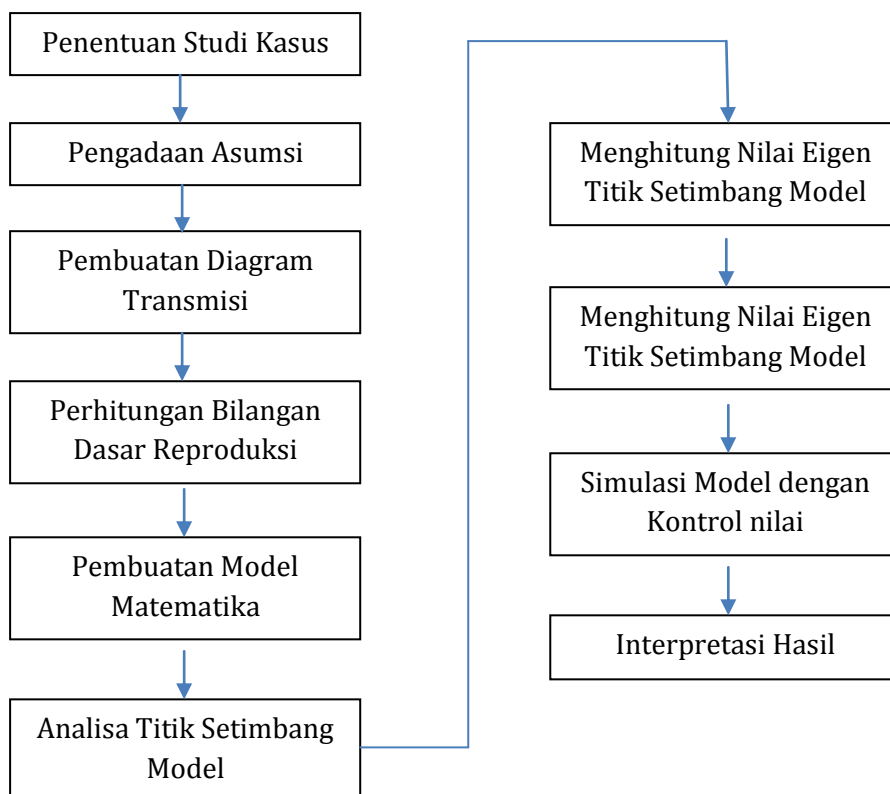 Penentuan Studi Kasus
Pengadaan Asumsi
Pembuatan Diagram
Transmisi
Perhitungan Bilangan
Dasar Reproduksi
Pembuatan Model
Matematika
Analisa Titik Setimbang
Model
Menghitung Nilai Eigen
Titik Setimbang Model
Menghitung Nilai Eigen
Titik Setimbang Model
Simulasi Model dengan
Kontrol nilai
Interpretasi Hasil